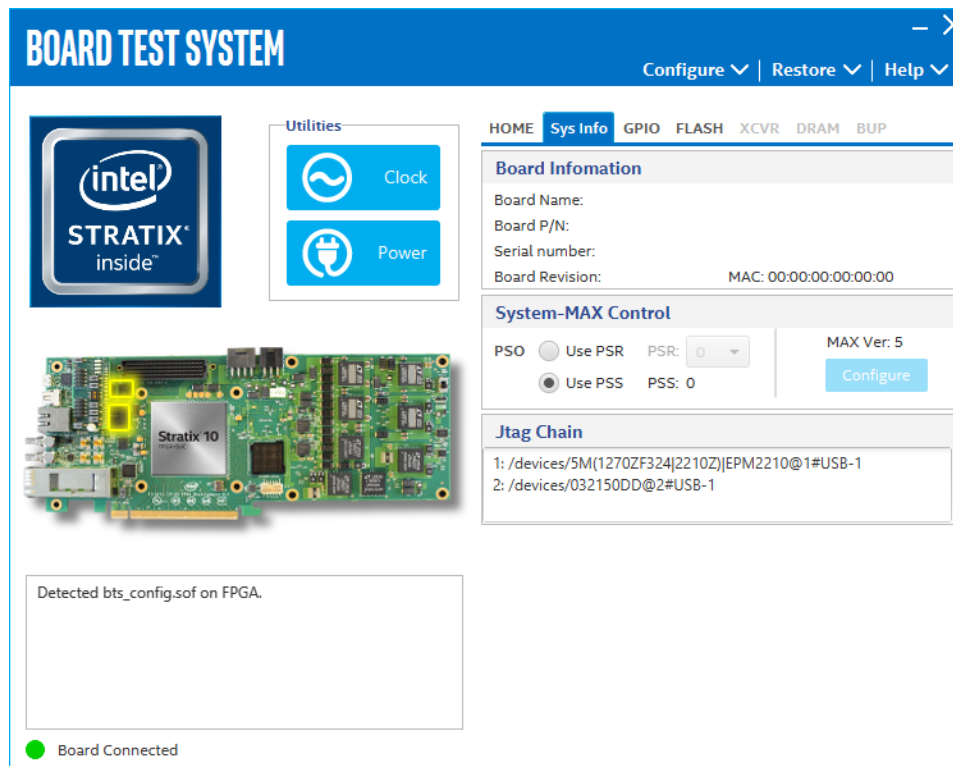 BOARD TEST SYSTEM
Configure | Restore | Help
intel
STRATIX
inside™
Utilities
Clock
Power
HOME Sys Info GPIO FLASH XCVR DRAM BUP
Board Infomation
Board Name:
Board P/N:
Serial number:
Board Revision: MAC: 00:00:00:00:00:00
System-MAX Control
PSO Use PSR PSR: 0 MAX Ver: 5
Use PSS PSS: 0 Configure
Jtag Chain
1: /devices/5M(1270ZF324|2210Z)|EPM2210@1#USB-1
2: /devices/032150DD@2#USB-1
Stratix 10
Detected bts_config.sof on FPGA.
Board Connected